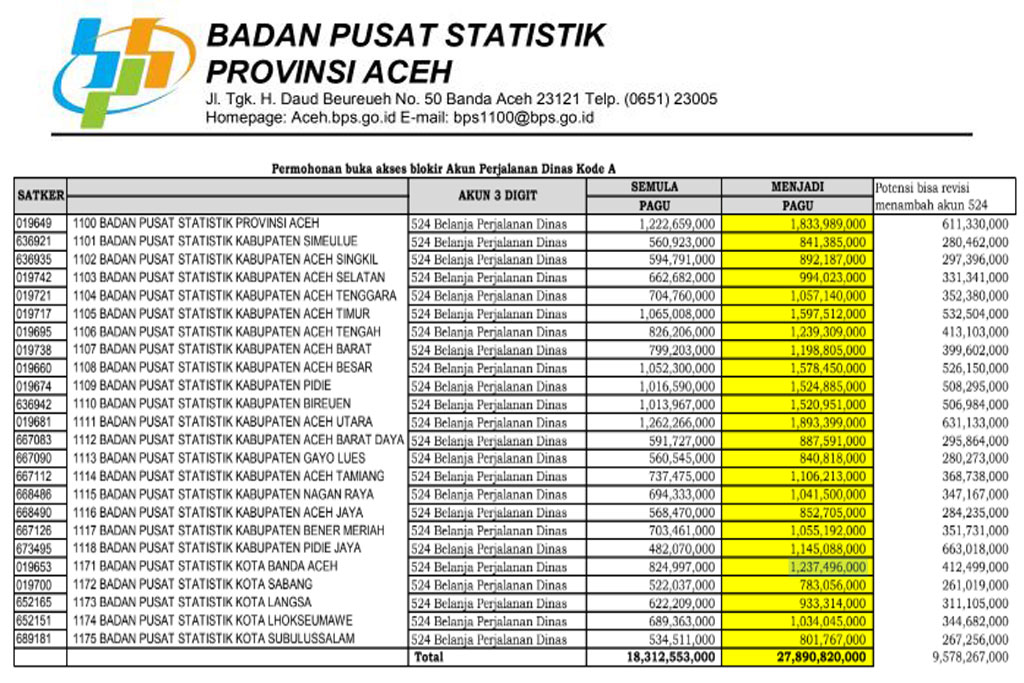 BADAN PUSAT STATISTIK
PROVINSI ACEH
Jl. Tgk. H. Daud Beureueh No. 50 Banda Aceh 23121 Telp. (0651) 23005
Homepage: Aceh.bps.go.id E-mail: bps1100@bps.go.id
Permohonan buka akses blokir Akun Perjalanan Dinas Kode A
SATKER AKUN 3 DIGIT SEMULA PAGU MENJADI PAGU Potensi bisa revisi menambah akun 524
019649 1100 BADAN PUSAT STATISTIK PROVINSI ACEH 524 Belanja Perjalanan Dinas 1,222,659,000 1,833,989,000 611,330,000
636921 1101 BADAN PUSAT STATISTIK KABUPATEN SIMEULUE 524 Belanja Perjalanan Dinas 560,923,000 841,385,000 280,462,000
636935 1102 BADAN PUSAT STATISTIK KABUPATEN ACEH SINGKIL 524 Belanja Perjalanan Dinas 594,791,000 892,187,000 297,396,000
019742 1103 BADAN PUSAT STATISTIK KABUPATEN ACEH SELATAN 524 Belanja Perjalanan Dinas 662,682,000 994,023,000 331,341,000
019721 1104 BADAN PUSAT STATISTIK KABUPATEN ACEH TENGGARA 524 Belanja Perjalanan Dinas 704,760,000 1,057,140,000 352,380,000
019717 1105 BADAN PUSAT STATISTIK KABUPATEN ACEH TIMUR 524 Belanja Perjalanan Dinas 1,065,008,000 1,597,512,000 532,504,000
019695 1106 BADAN PUSAT STATISTIK KABUPATEN ACEH TENGAH 524 Belanja Perjalanan Dinas 826,206,000 1,239,309,000 413,103,000
019738 1107 BADAN PUSAT STATISTIK KABUPATEN ACEH BARAT 524 Belanja Perjalanan Dinas 799,203,000 1,198,805,000 399,602,000
019660 1108 BADAN PUSAT STATISTIK KABUPATEN ACEH BESAR 524 Belanja Perjalanan Dinas 1,052,300,000 1,578,450,000 526,150,000
019674 1109 BADAN PUSAT STATISTIK KABUPATEN PIDIE 524 Belanja Perjalanan Dinas 1,016,590,000 1,524,885,000 508,295,000
636942 1110 BADAN PUSAT STATISTIK KABUPATEN BIREUEN 524 Belanja Perjalanan Dinas 1,013,967,000 1,520,951,000 506,984,000
019681 1111 BADAN PUSAT STATISTIK KABUPATEN ACEH UTARA 524 Belanja Perjalanan Dinas 1,262,266,000 1,893,399,000 631,133,000
667083 1112 BADAN PUSAT STATISTIK KABUPATEN ACEH BARAT DAYA 524 Belanja Perjalanan Dinas 591,727,000 887,591,000 295,864,000
667090 1113 BADAN PUSAT STATISTIK KABUPATEN GAYO LUES 524 Belanja Perjalanan Dinas 560,545,000 840,818,000 280,273,000
667112 1114 BADAN PUSAT STATISTIK KABUPATEN ACEH TAMIANG 524 Belanja Perjalanan Dinas 737,475,000 1,106,213,000 368,738,000
668486 1115 BADAN PUSAT STATISTIK KABUPATEN NAGAN RAYA 524 Belanja Perjalanan Dinas 694,333,000 1,041,500,000 347,167,000
668490 1116 BADAN PUSAT STATISTIK KABUPATEN ACEH JAYA 524 Belanja Perjalanan Dinas 568,470,000 852,705,000 284,235,000
667126 1117 BADAN PUSAT STATISTIK KABUPATEN BENER MERIAH 524 Belanja Perjalanan Dinas 703,461,000 1,055,192,000 351,731,000
673495 1118 BADAN PUSAT STATISTIK KABUPATEN PIDIE JAYA 524 Belanja Perjalanan Dinas 482,070,000 1,145,088,000 663,018,000
019653 1171 BADAN PUSAT STATISTIK KOTA BANDA ACEH 524 Belanja Perjalanan Dinas 824,997,000 1,237,496,000 412,499,000
019700 1172 BADAN PUSAT STATISTIK KOTA SABANG 524 Belanja Perjalanan Dinas 522,037,000 783,056,000 261,019,000
652165 1173 BADAN PUSAT STATISTIK KOTA LANGSA 524 Belanja Perjalanan Dinas 622,209,000 933,314,000 311,105,000
652151 1174 BADAN PUSAT STATISTIK KOTA LHOKSEUMAWE 524 Belanja Perjalanan Dinas 689,363,000 1,034,045,000 344,682,000
689181 1175 BADAN PUSAT STATISTIK KOTA SUBULUSSALAM 524 Belanja Perjalanan Dinas 534,511,000 801,767,000 267,256,000
Total 18,312,553,000 27,890,820,000 9,578,267,000